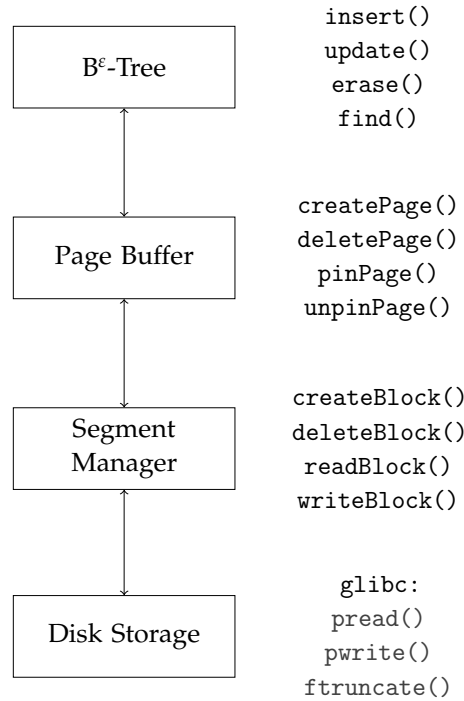 insert()
update()
B^ε-Tree
erase()
find()
createPage()
deletePage()
Page Buffer
pinPage()
unpinPage()
createBlock()
Segment
deleteBlock()
Manager
readBlock()
writeBlock()
glibc:
pread()
Disk Storage
pwrite()
ftruncate()